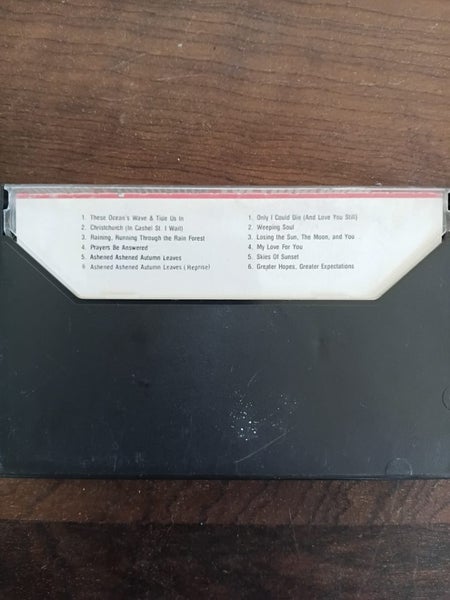 1. These Ocean's Wave & Tide Us In
2. Christchurch (In Cashel St. I Wait)
3. Raining, Running Through the Rain Forest
4. Prayers Be Answered
5. Ashened Ashened Autumn Leaves
6. Ashened Ashened Autumn Leaves (Reprise)
1. Only I Could Die (And Love You Still)
2. Weeping Soul
3. Losing the Sun, The Moon, and You
4. My Love For You
5. Skies Of Sunset
6. Greater Hopes, Greater Expectations